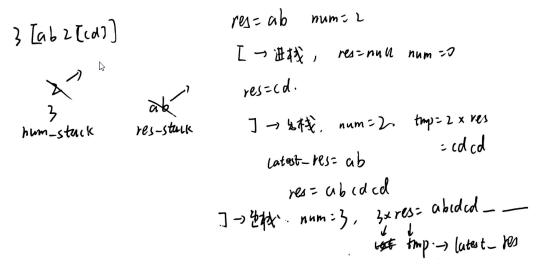 3 [ab 2 [cd]]
2
3
num_stack
ab
res_stack
res = ab num = 2
[ → 进栈, res=null num=0
res=cd.
] → 出栈, num=2 tmp=2 x res
= cdcd
latest_res = ab
res = abcdcd
] → 出栈. num=3, 3 x res = abcdcd _ __
tmp. → latest_res